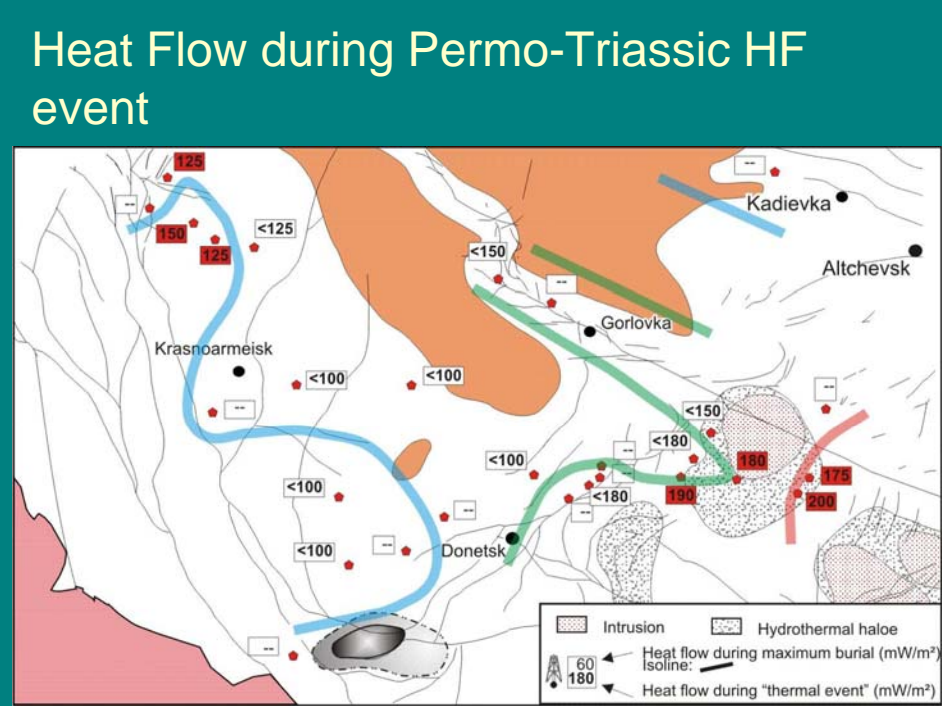 Heat Flow during Permo-Triassic HF
event
125
--
--
Kadievka
150
<125
125
<150
Altchevsk
--
Gorlovka
Krasnoarmeisk
<100
<100
--
--
<150
<180
--
<100
180
--
175
<100
<180
190
200
--
--
<100
--
Donetsk
--
Intrusion
Hydrothermal haloe
60
180
Heat flow during maximum burial (mW/m²)
Isoline:
Heat flow during "thermal event" (mW/m²)